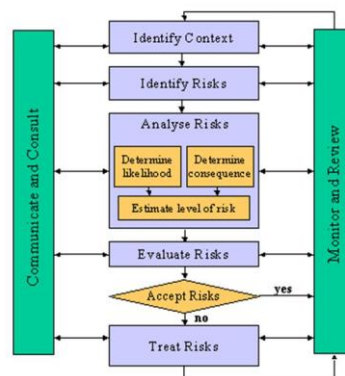 Identify Context
Identify Risks
Analyse Risks
Determine
likelihood
Determine
consequence
Estimate level of risk
Evaluate Risks
Accept Risks
yes
no
Treat Risks
Communicate and Consult
Monitor and Review